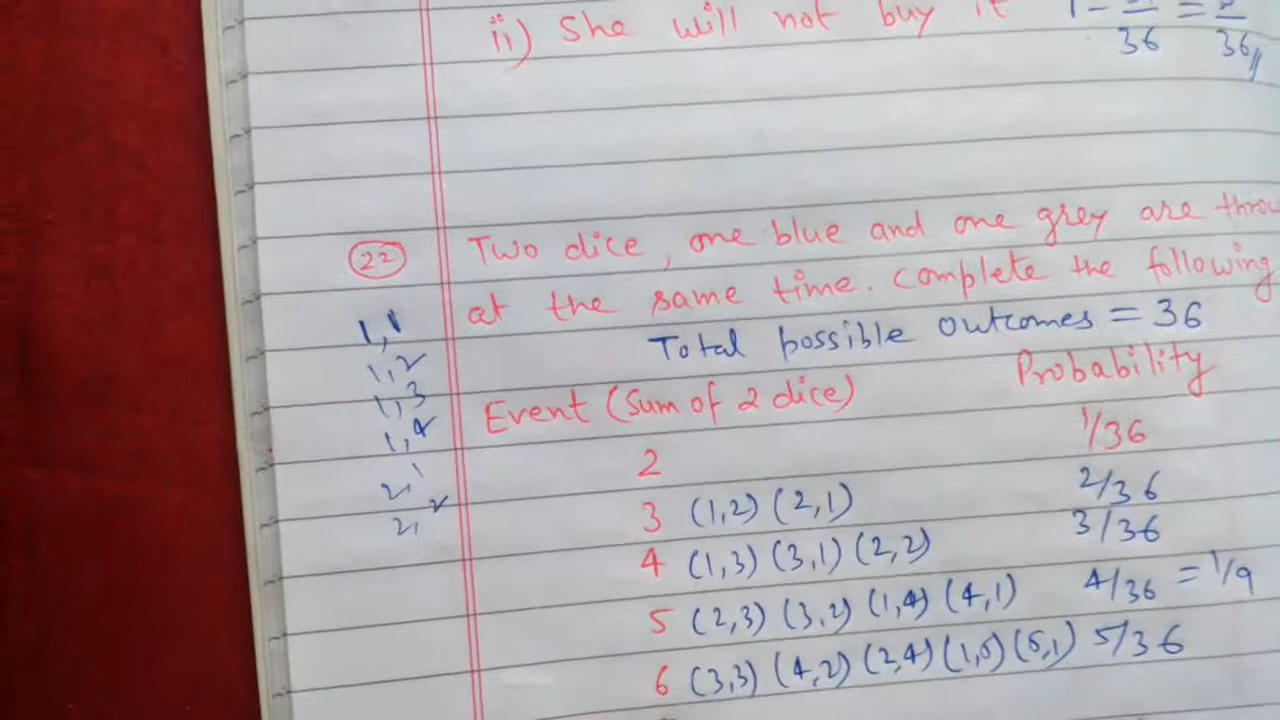 ii) She will not buy it 1 - /36 = /36
22 Two dice, one blue and one grey are
at the same time. Complete the following
Total possible outcomes = 36
Event (Sum of 2 dice) Probability
2 1/36
3 (1,2) (2,1) 2/36
4 (1,3) (3,1) (2,2) 3/36
5 (2,3) (3,2) (1,4) (4,1) 4/36 = 1/9
6 (3,3) (4,2) (2,4) (1,5) (5,1) 5/36
1,1
1,2
1,3
1,4
2,1
2,2